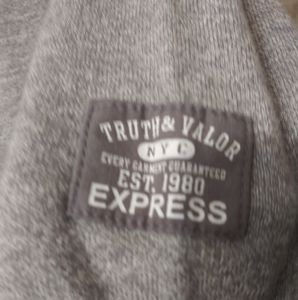 TRUTH & VALOR
NYC
EVERY GARMENT GUARANTEED
EST. 1980
EXPRESS